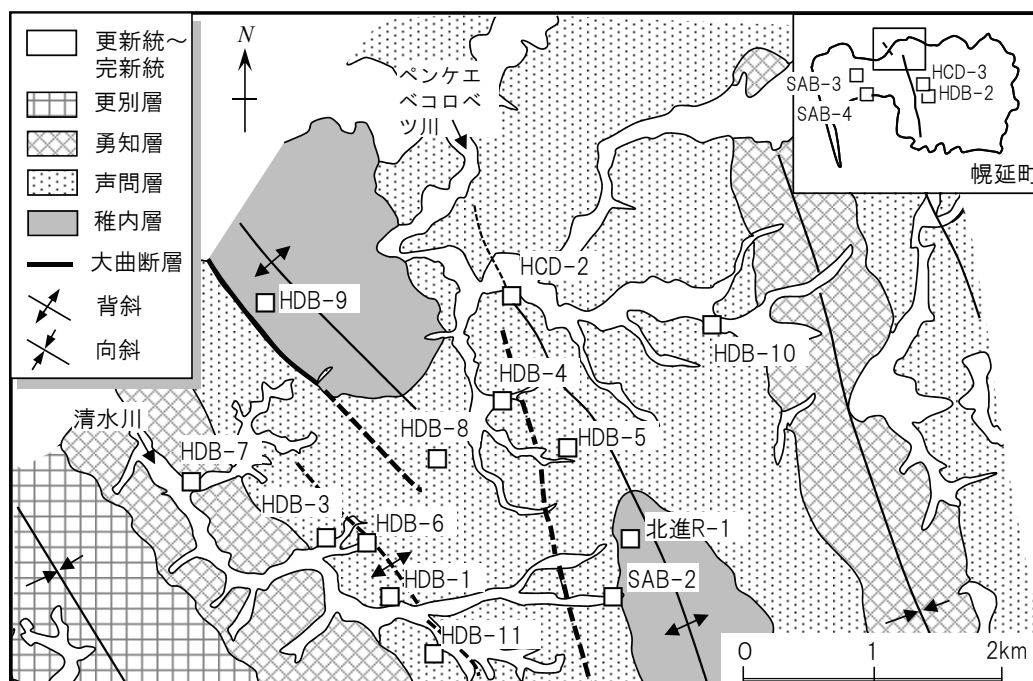 更新統～
完新統
更別層
勇知層
声問層
稚内層
大曲断層
背斜
向斜
N
ペンケエ
ベコロベ
ツ川
SAB-3
SAB-4
HCD-3
HDB-2
幌延町
HCD-2
HDB-9
HDB-10
HDB-4
HDB-8
HDB-5
清水川
HDB-7
HDB-3
HDB-6
北進R-1
HDB-1
SAB-2
HDB-11
0 1 2km